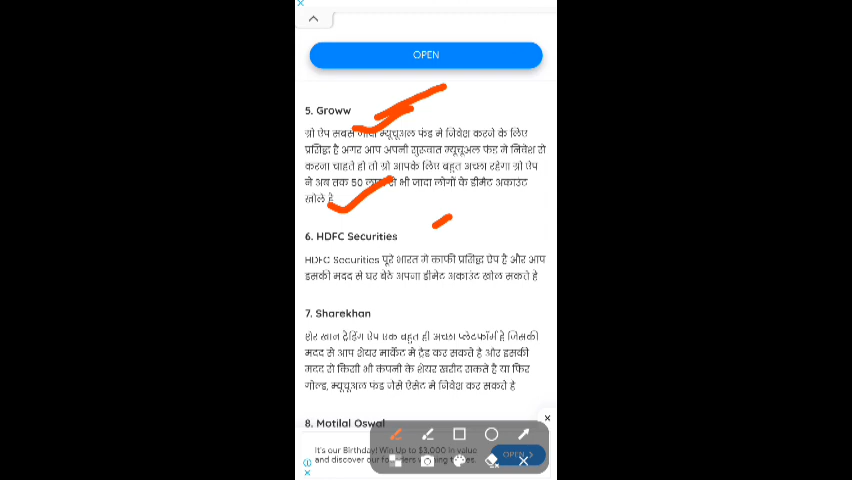 OPEN
5. Groww
ग्रो ऐप सबसे जादा म्यूचूअल फंड मे निवेश करने के लिए
प्रसिद्ध है अगर आप अपनी सुरूवात म्यूचूअल फंड मे निवेश से
करना चाहते हो तो ग्रो आपके लिए बहुत अच्छा रहेगा ग्रो ऐप
ने अब तक 50 लाख से भी जादा लोगों के डीमैट अकाउंट
खोले है
6. HDFC Securities
HDFC Securities पूरे भारत मे काफी प्रसिद्ध ऐप है और आप
इसकी मदद से घर बैठे अपना डीमैट अकाउंट खोल सकते है
7. Sharekhan
शेर खान ट्रेडिंग ऐप एक बहुत ही अच्छा प्लेटफॉर्म है जिसकी
मदद से आप शेयर मार्केट मे ट्रेड कर सकते है और इसकी
मदद से किसी भी कंपनी के शेयर खरीद सकते है या फिर
गोल्ड, म्यूचूअल फंड जैसे ऐसेट मे निवेश कर सकते है
8. Motilal Oswal
It's our Birthday! Win Up to $3,000 in value
and discover our founders winning trades.
OPEN